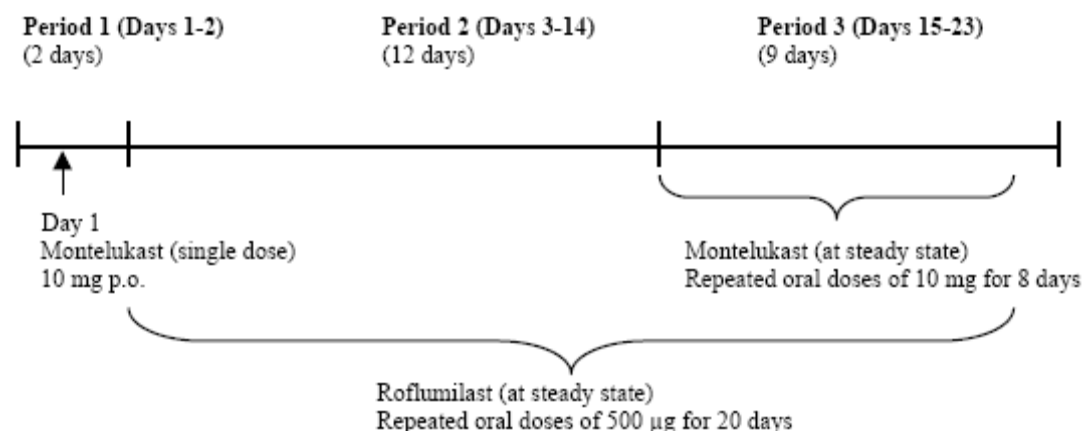 Period 1 (Days 1-2)
(2 days)
Period 2 (Days 3-14)
(12 days)
Period 3 (Days 15-23)
(9 days)
Day 1
Montelukast (single dose)
10 mg p.o.
Montelukast (at steady state)
Repeated oral doses of 10 mg for 8 days
Roflumilast (at steady state)
Repeated oral doses of 500 µg for 20 days